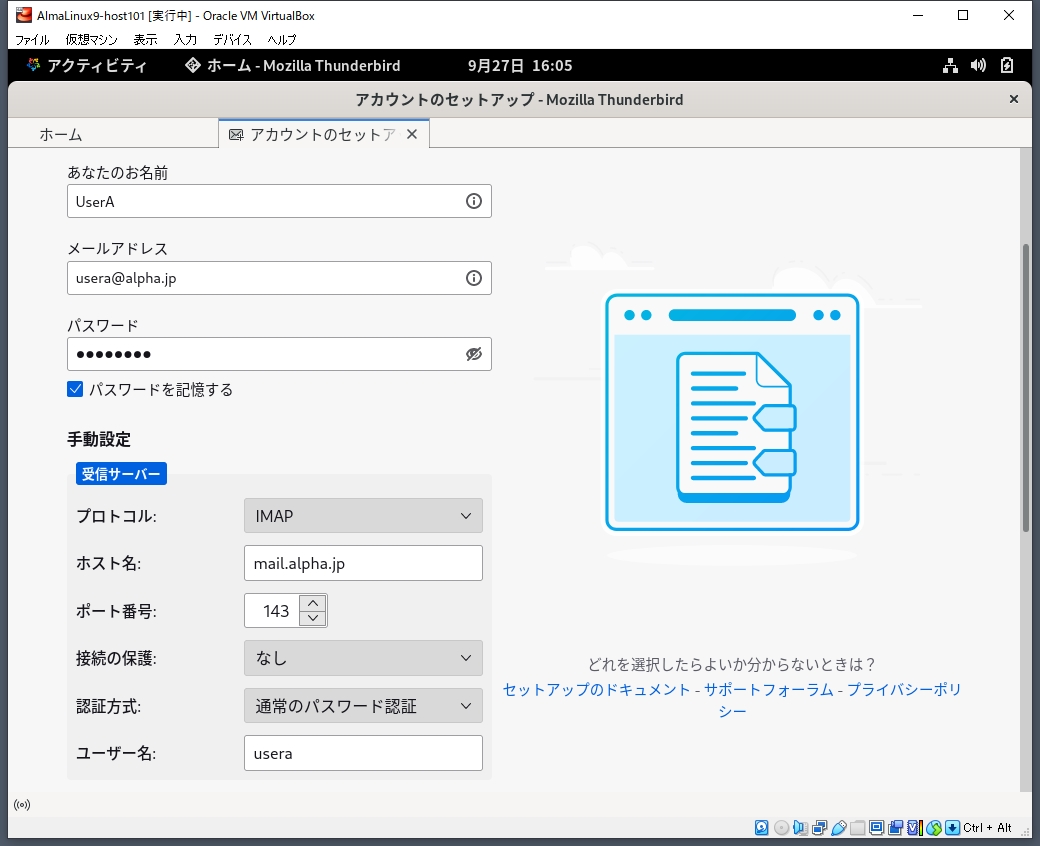 AlmaLinux9-host101 [実行中] - Oracle VM VirtualBox
ファイル 仮想マシン 表示 入力 デバイス ヘルプ
アクティビティ ホーム - Mozilla Thunderbird 9月27日 16:05
アカウントのセットアップ - Mozilla Thunderbird
ホーム アカウントのセットア
あなたのお名前
UserA
メールアドレス
usera@alpha.jp
パスワード
●●●●●●●●
パスワードを記憶する
手動設定
受信サーバー
プロトコル: IMAP
ホスト名: mail.alpha.jp
ポート番号: 143
接続の保護: なし
認証方式: 通常のパスワード認証
ユーザー名: usera
どれを選択したらよいか分からないときは？
セットアップのドキュメント - サポートフォーラム - プライバシーポリ
シー
Ctrl + Alt